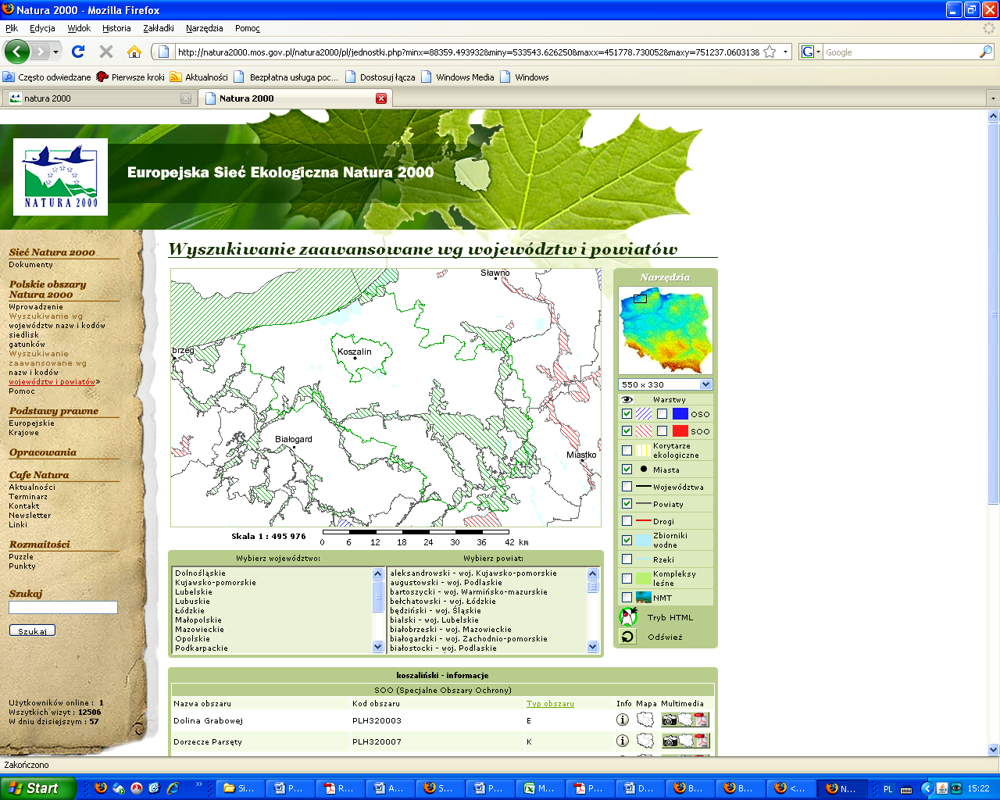 Natura 2000 - Mozilla Firefox
Plik Edycja Widok Historia Zakładki Narzędzia Pomoc
http://natura2000.mos.gov.pl/natura2000/pl/jednostki.php?minx=88359.493932&miny=533543.626250&maxx=451778.730052&maxy=751237.0603138
Google
Często odwiedzane Pierwsze kroki Aktualności Bezpłatna usługa poc... Dostosuj łącza Windows Media Windows
natura 2000 Natura 2000
Europejska Sieć Ekologiczna Natura 2000
NATURA 2000
Sieć Natura 2000
Dokumenty
Polskie obszary
Natura 2000
Wprowadzenie
Wyszukiwanie wg
województw nazw i kodów
siedlisk
gatunków
Wyszukiwanie
zaawansowane wg
nazw i kodów
województw i powiatów»
Pomoc
Podstawy prawne
Europejskie
Krajowe
Opracowania
Cafe Natura
Aktualności
Terminarz
Kontakt
Newsletter
Linki
Rozmaitości
Puzzle
Punkty
Szukaj
Szukaj
Użytkowników online : 1
Wszytkich wizyt : 12506
W dniu dzisiejszym : 57
Wyszukiwanie zaawansowane wg województw i powiatów
Sławno
brzeg
Koszalin
Białogard
Miastko
Skala 1 : 495 976
0 6 12 18 24 30 36 42 km
Narzędzia
550 x 330
Warstwy
OSO
SOO
Korytarze
ekologiczne
Miasta
Województwa
Powiaty
Drogi
Zbiorniki
wodne
Rzeki
Kompleksy
leśne
NMT
Tryb HTML
Odśwież
Wybierz województwo:
Dolnośląskie
Kujawsko-pomorskie
Lubelskie
Lubuskie
Łódzkie
Małopolskie
Mazowieckie
Opolskie
Podkarpackie
Wybierz powiat:
aleksandrowski - woj. Kujawsko-pomorskie
augustowski - woj. Podlaskie
bartoszycki - woj. Warmińsko-mazurskie
bełchatowski - woj. Łódzkie
będziński - woj. Śląskie
bialski - woj. Lubelskie
białobrzeski - woj. Mazowieckie
białogardzki - woj. Zachodnio-pomorskie
białostocki - woj. Podlaskie
koszaliński - informacje
SOO (Specjalne Obszary Ochrony)
Nazwa obszaru Kod obszaru Typ obszaru Info Mapa Multimedia
Dolina Grabowej PLH320003 E
Dorzecze Parsęty PLH320007 K
Zakończono
Start Si... P... R... A... S... P... M... P... D... B... B... <... N... PL 15:22